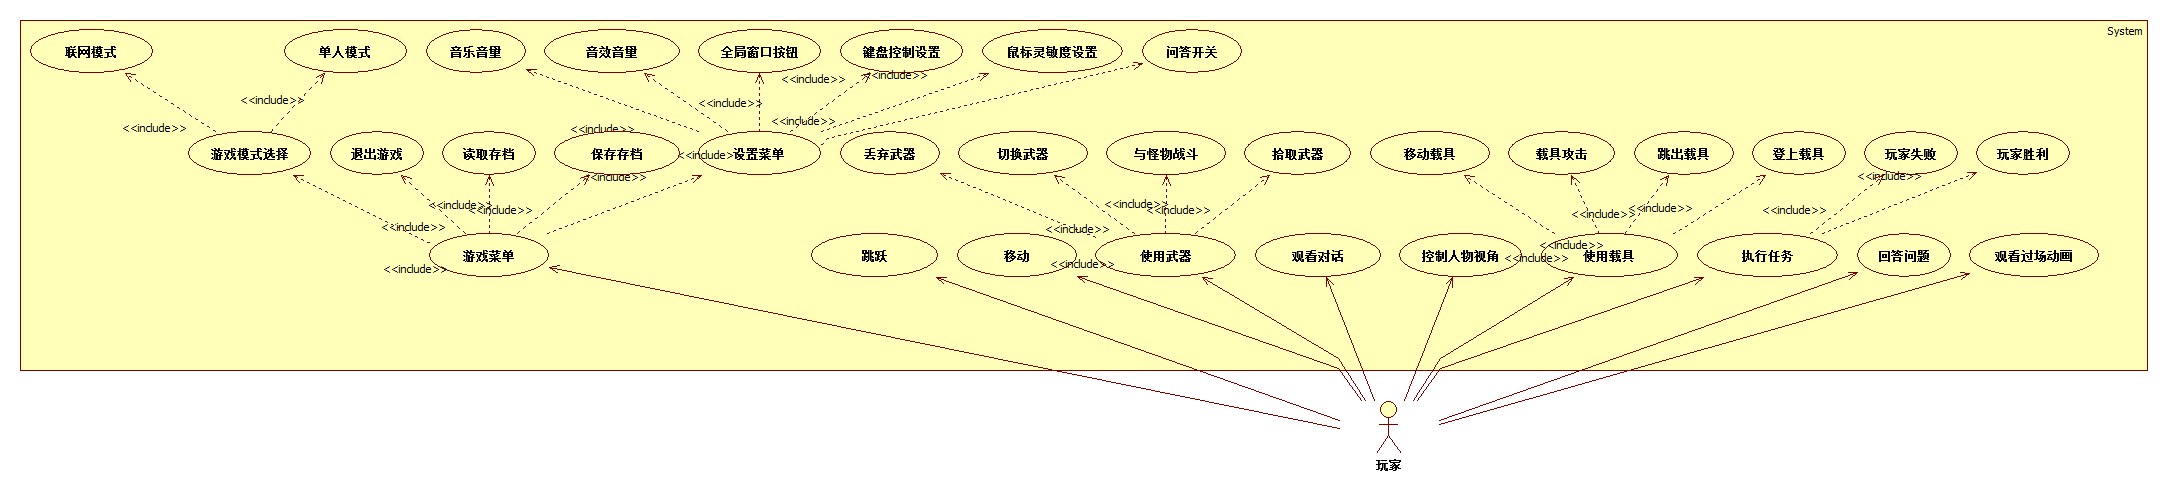 System
联网模式
单人模式
音乐音量
音效音量
全局窗口按钮
键盘控制设置
鼠标灵敏度设置
问答开关
<<include>>
<<include>>
<<include>>
<<include>>
<<include>>
<<include>>
<<include>>
<<include>>
游戏模式选择
退出游戏
读取存档
保存存档
<<include>>
设置菜单
丢弃武器
切换武器
与怪物战斗
拾取武器
移动载具
载具攻击
跳出载具
登上载具
玩家失败
玩家胜利
<<include>>
<<include>>
<<include>>
<<include>>
<<include>>
<<include>>
<<include>>
<<include>>
<<include>>
<<include>>
<<include>>
<<include>>
游戏菜单
跳跃
移动
使用武器
观看对话
控制人物视角
<<include>>
<<include>>
使用载具
执行任务
回答问题
观看过场动画
<<include>>
<<include>>
玩家